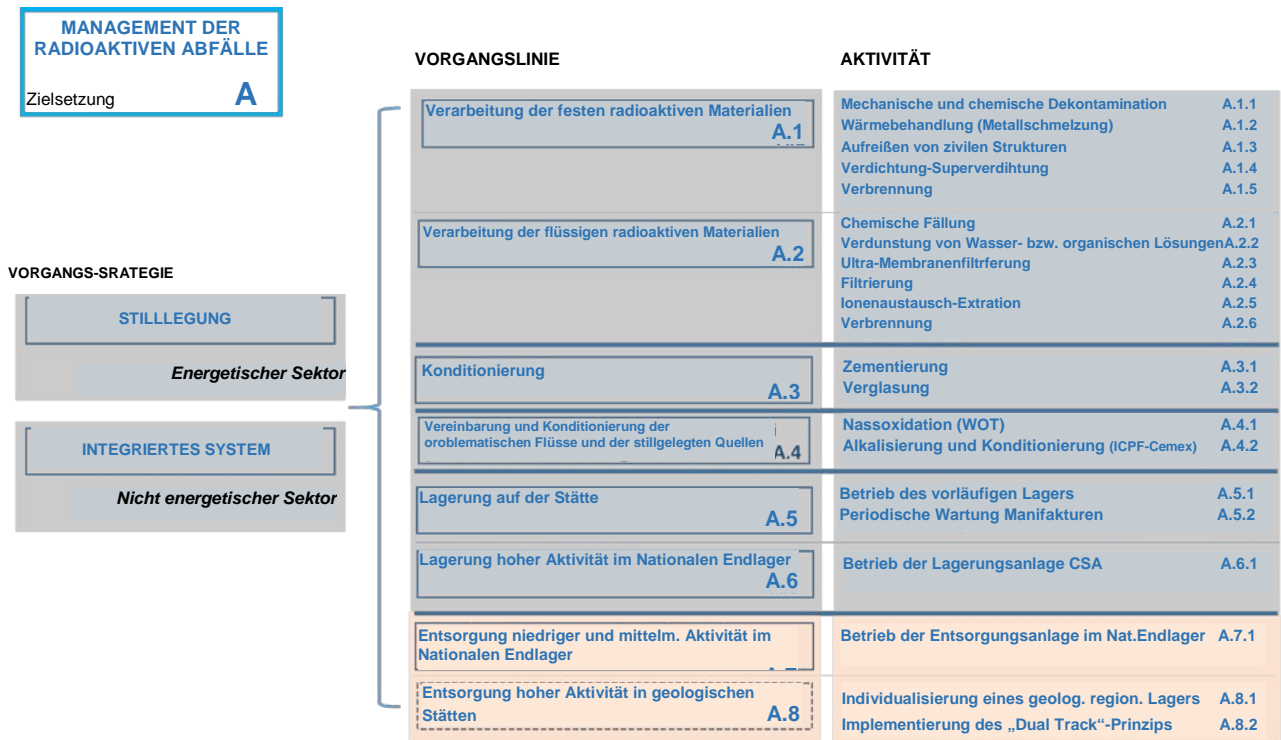 MANAGEMENT DER
RADIOAKTIVEN ABFÄLLE
Zielsetzung A
VORGANGSLINIE
AKTIVITÄT
Verarbeitung der festen radioaktiven Materialien
A.1
Mechanische und chemische Dekontamination A.1.1
Wärmebehandlung (Metallschmelzung) A.1.2
Aufreißen von zivilen Strukturen A.1.3
Verdichtung-Superverdihtung A.1.4
Verbrennung A.1.5
Verarbeitung der flüssigen radioaktiven Materialien
A.2
Chemische Fällung A.2.1
Verdunstung von Wasser- bzw. organischen LösungenA.2.2
Ultra-Membranenfiltrferung A.2.3
Filtrierung A.2.4
Ionenaustausch-Extration A.2.5
Verbrennung A.2.6
VORGANGS-SRATEGIE
STILLLEGUNG
Energetischer Sektor
INTEGRIERTES SYSTEM
Nicht energetischer Sektor
Konditionierung
A.3
Zementierung A.3.1
Verglasung A.3.2
Vereinbarung und Konditionierung der
oroblematischen Flüsse und der stillgelegten Quellen
A.4
Nassoxidation (WOT) A.4.1
Alkalisierung und Konditionierung (ICPF-Cemex) A.4.2
Lagerung auf der Stätte
A.5
Betrieb des vorläufigen Lagers A.5.1
Periodische Wartung Manifakturen A.5.2
Lagerung hoher Aktivität im Nationalen Endlager
A.6
Betrieb der Lagerungsanlage CSA A.6.1
Entsorgung niedriger und mittelm. Aktivität im
Nationalen Endlager
Betrieb der Entsorgungsanlage im Nat.Endlager A.7.1
Entsorgung hoher Aktivität in geologischen
Stätten A.8
Individualisierung eines geolog. region. Lagers A.8.1
Implementierung des „Dual Track“-Prinzips A.8.2